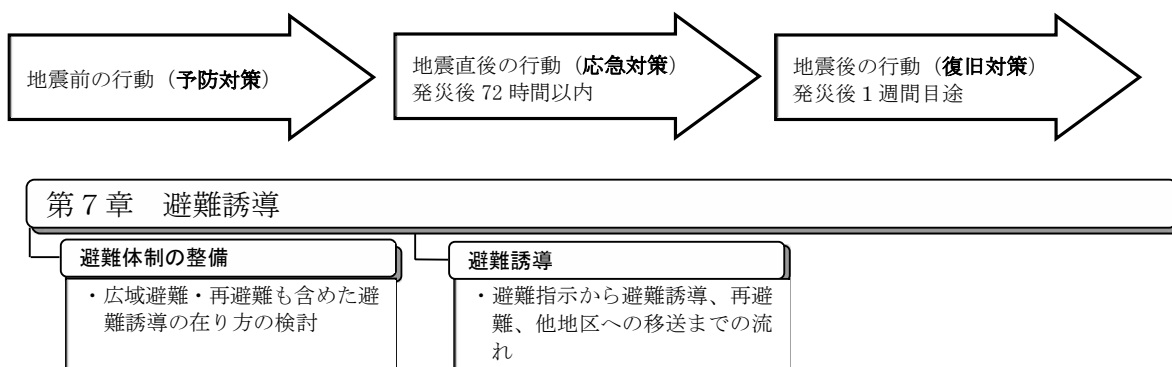 地震前の行動（予防対策）
地震直後の行動（応急対策）
発災後 72 時間以内
地震後の行動（復旧対策）
発災後１週間目途
第７章　避難誘導
避難体制の整備
・広域避難・再避難も含めた避
難誘導の在り方の検討
避難誘導
・避難指示から避難誘導、再避
難、他地区への移送までの流
れ